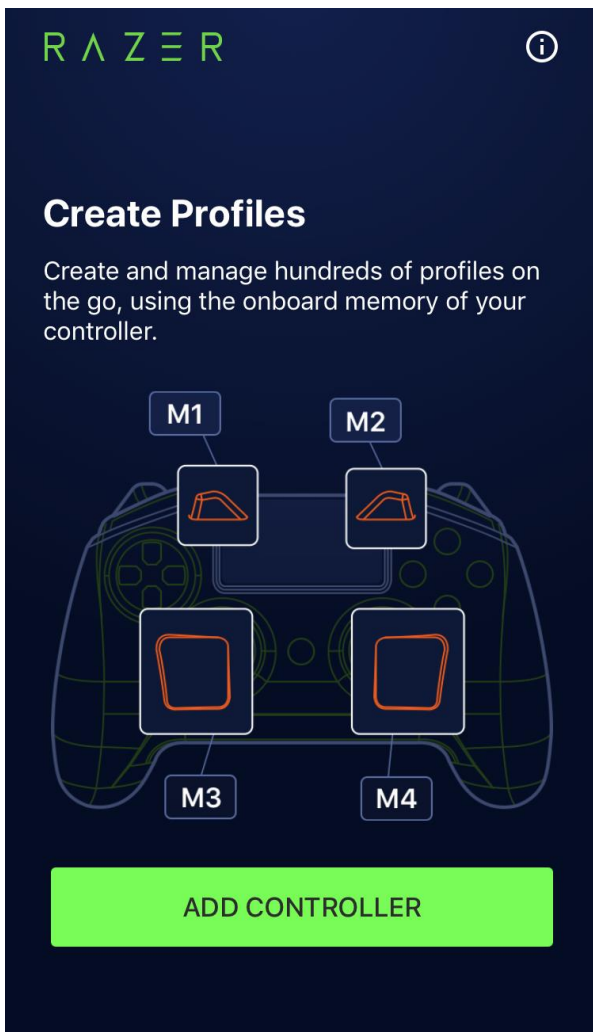 RAZER
Create Profiles
Create and manage hundreds of profiles on
the go, using the onboard memory of your
controller.
M1
M2
M3
M4
ADD CONTROLLER